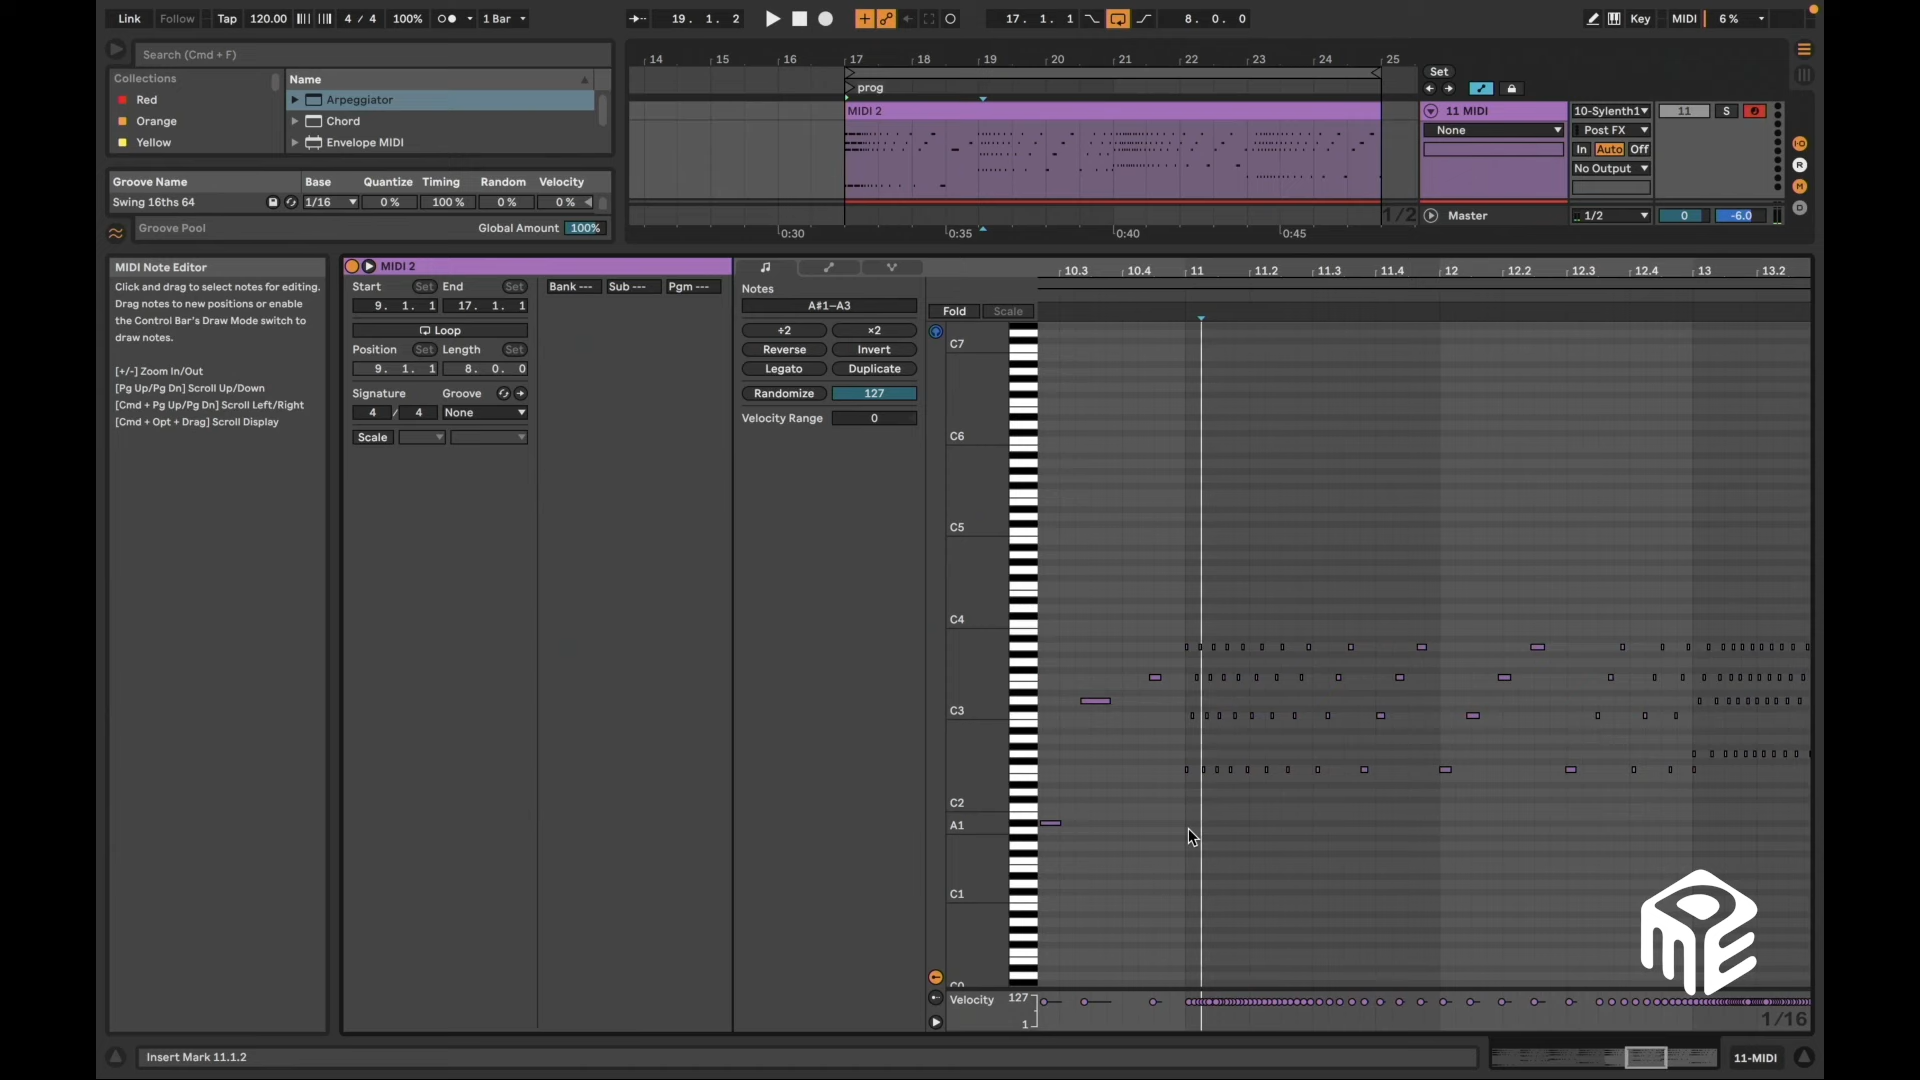 Link Follow Tap 120.00 4 / 4 100% 1 Bar 19. 1. 2 17. 1. 1 8. 0. 0 Key MIDI 6 %
Search (Cmd + F)
Collections
Red
Orange
Yellow
Name
Arpeggiator
Chord
Envelope MIDI
Groove Name Base Quantize Timing Random Velocity
Swing 16ths 64 1/16 0 % 100 % 0 % 0 %
Groove Pool Global Amount 100%
14 15 16 17 18 19 20 21 22 23 24 25
prog
MIDI 2
1/2
0:30 0:35 0:40 0:45
Set
11 MIDI 10-Sylenth1 11 S
None Post FX
In Auto Off
No Output
Master 1/2 0 -6.0
I·O
R
M
D
MIDI Note Editor
Click and drag to select notes for editing.
Drag notes to new positions or enable
the Control Bar's Draw Mode switch to
draw notes.
[+/-] Zoom In/Out
[Pg Up/Pg Dn] Scroll Up/Down
[Cmd + Pg Up/Pg Dn] Scroll Left/Right
[Cmd + Opt + Drag] Scroll Display
MIDI 2
Start Set End Set
9. 1. 1 17. 1. 1
Loop
Position Set Length Set
9. 1. 1 8. 0. 0
Signature Groove
4 / 4 None
Scale
Bank --- Sub --- Pgm ---
Notes
A#1–A3
÷2 ×2
Reverse Invert
Legato Duplicate
Randomize 127
Velocity Range 0
10.3 10.4 11 11.2 11.3 11.4 12 12.2 12.3 12.4 13 13.2
Fold Scale
C7
C6
C5
C4
C3
C2
A1
C1
C0
Velocity 127
1
1/16
Insert Mark 11.1.2
11-MIDI